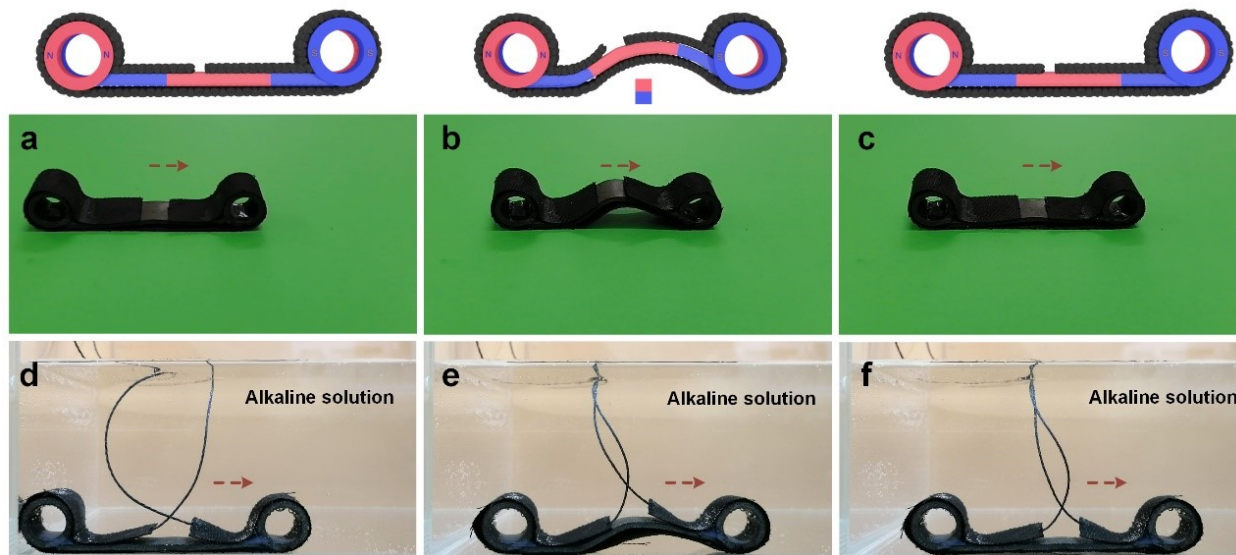 N N S S
N N S S
N N S S
a
b
c
d
Alkaline solution
e
Alkaline solution
f
Alkaline solution